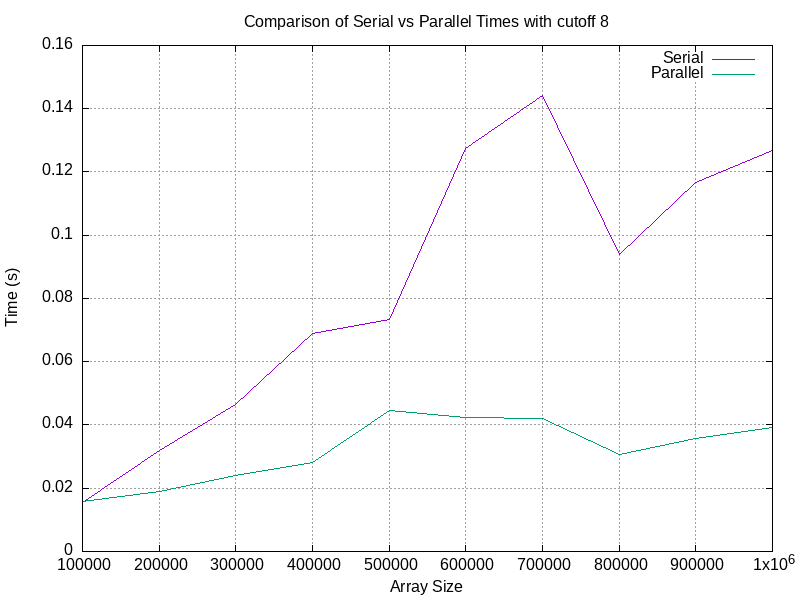 Comparison of Serial vs Parallel Times with cutoff 8
Serial
Parallel
0.16
0.14
0.12
0.1
0.08
0.06
0.04
0.02
0
Time (s)
100000 200000 300000 400000 500000 600000 700000 800000 900000 1x10⁶
Array Size